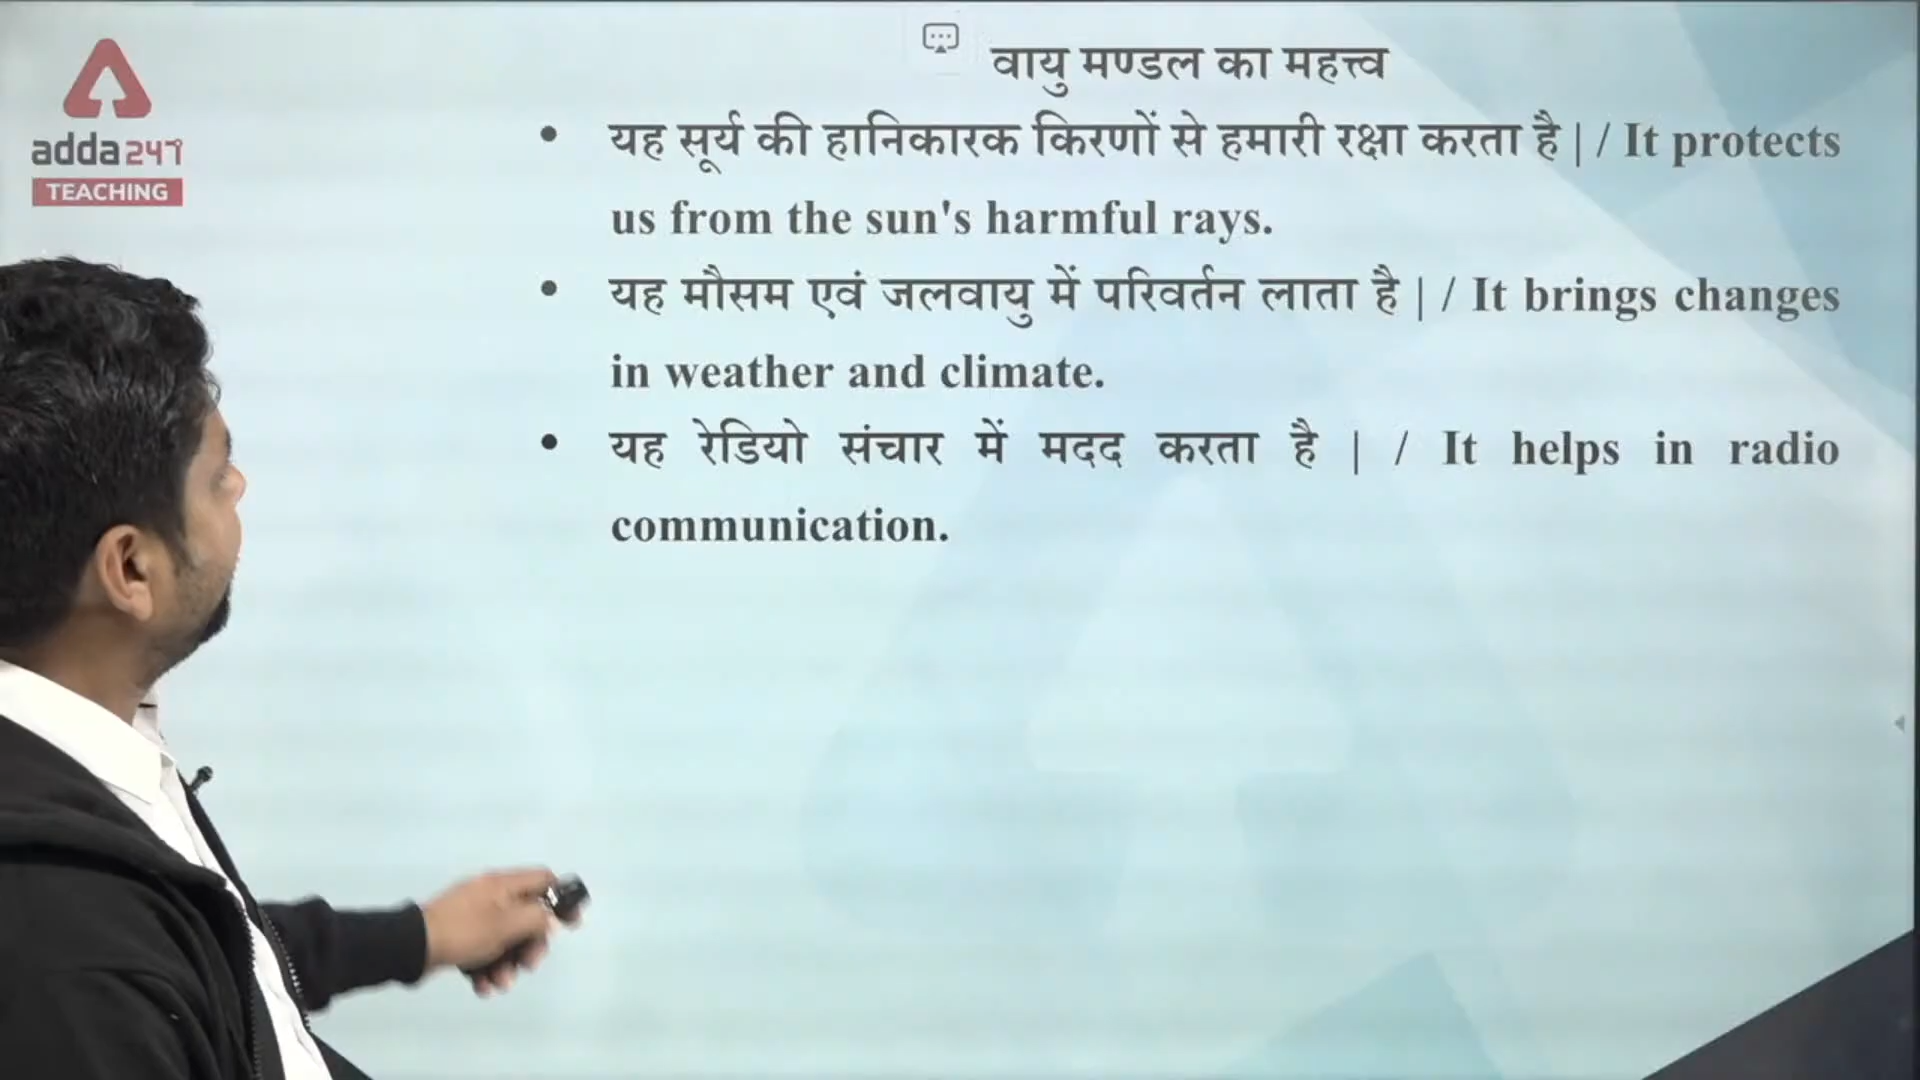 adda247
TEACHING
वायु मण्डल का महत्त्व
• यह सूर्य की हानिकारक किरणों से हमारी रक्षा करता है | / It protects
us from the sun's harmful rays.
• यह मौसम एवं जलवायु में परिवर्तन लाता है | / It brings changes
in weather and climate.
• यह रेडियो संचार में मदद करता है | / It helps in radio
communication.